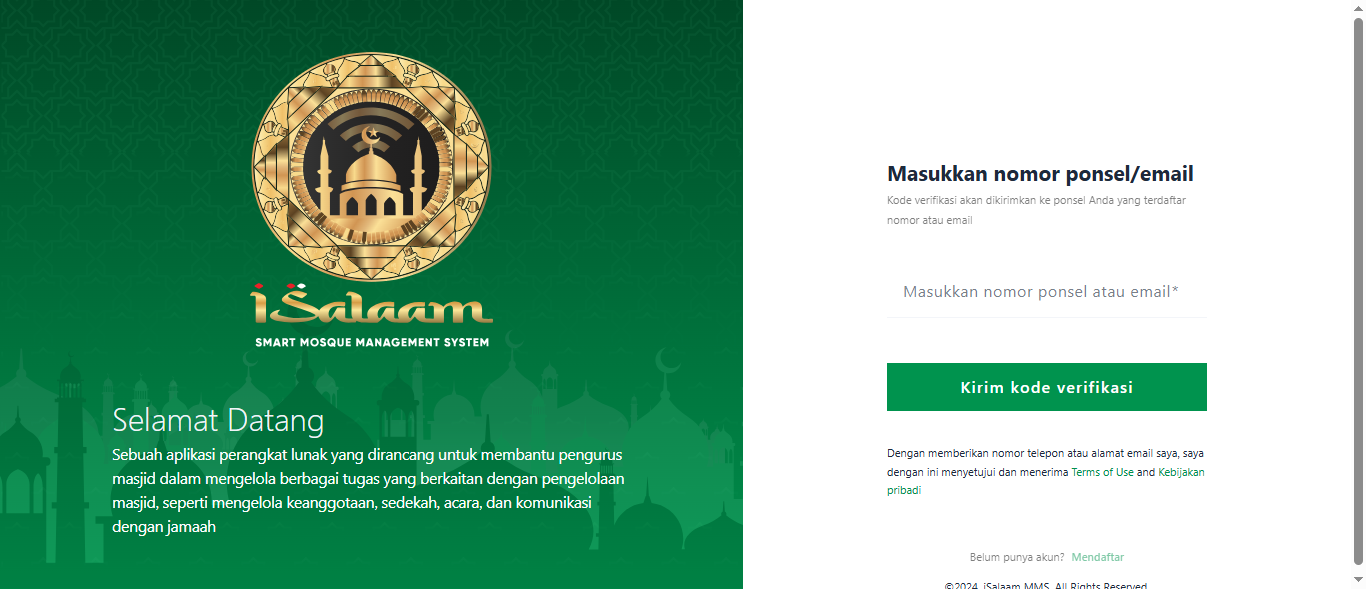 iSalaam
SMART MOSQUE MANAGEMENT SYSTEM
Selamat Datang
Sebuah aplikasi perangkat lunak yang dirancang untuk membantu pengurus
masjid dalam mengelola berbagai tugas yang berkaitan dengan pengelolaan
masjid, seperti mengelola keanggotaan, sedekah, acara, dan komunikasi
dengan jamaah
Masukkan nomor ponsel/email
Kode verifikasi akan dikirimkan ke ponsel Anda yang terdaftar
nomor atau email
Masukkan nomor ponsel atau email*
Kirim kode verifikasi
Dengan memberikan nomor telepon atau alamat email saya, saya
dengan ini menyetujui dan menerima Terms of Use and Kebijakan
pribadi
Belum punya akun? Mendaftar
©2024, iSalaam MMS. All Rights Reserved